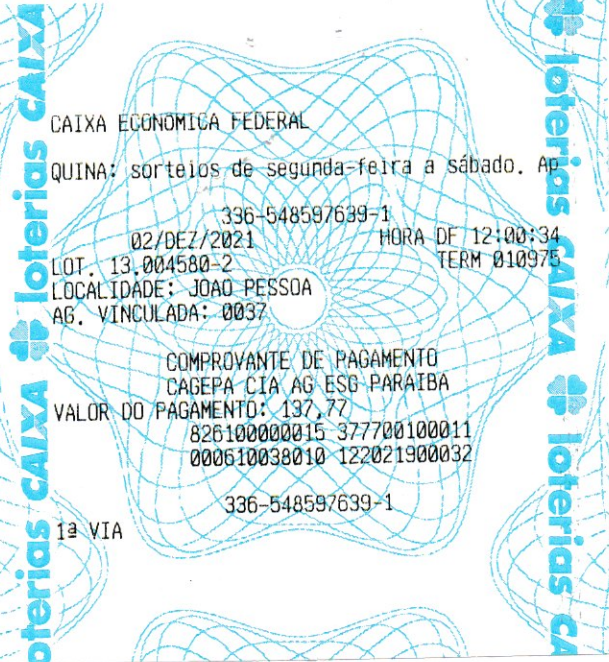 CAIXA ECONOMICA FEDERAL
QUINA: sorteios de segunda-feira a sábado. Ap
336-548597639-1
02/DEZ/2021 HORA DF 12:00:34
LOT. 13.004580-2 TERM 010975
LOCALIDADE: JOAO PESSOA
AG. VINCULADA: 0037
COMPROVANTE DE PAGAMENTO
CAGEPA CIA AG ESG PARAIBA
VALOR DO PAGAMENTO: 137,77
826100000015 377700100011
000610038010 122021900032
336-548597639-1
1ª VIA
loterias CAIXA
loterias CAIXA
loterias CAIXA
loterias CA